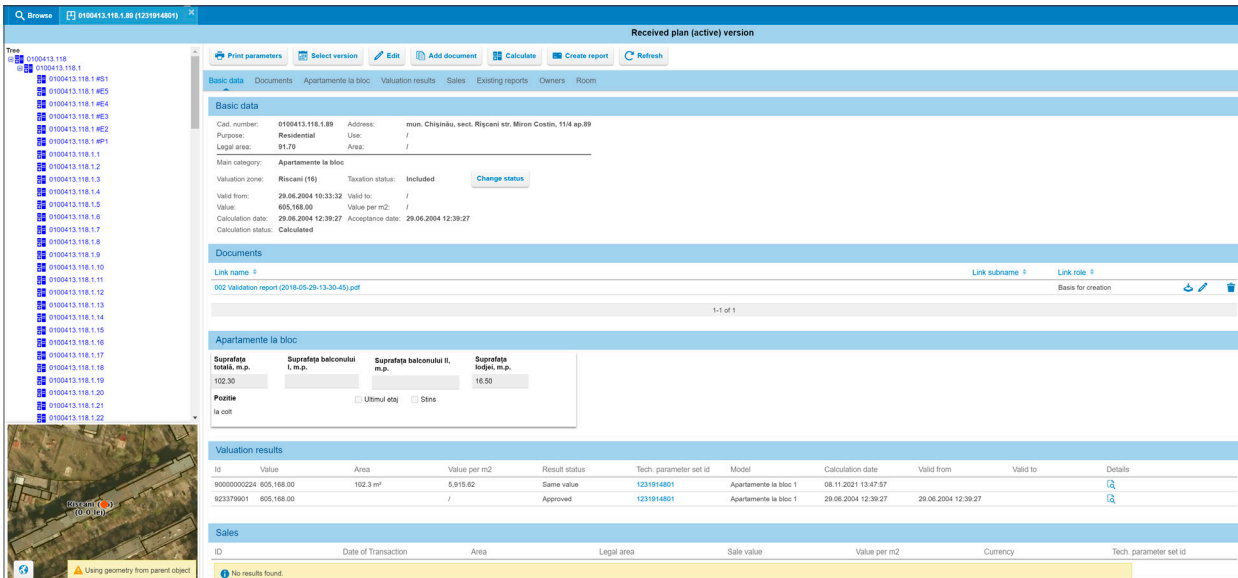 Browse 0100413.118.1.89 (1231914801)
Received plan (active) version
Tree
0100413.118
0100413.118.1
0100413.118.1 #S1
0100413.118.1 #E5
0100413.118.1 #E4
0100413.118.1 #E3
0100413.118.1 #E2
0100413.118.1 #P1
0100413.118.1.1
0100413.118.1.2
0100413.118.1.3
0100413.118.1.4
0100413.118.1.5
0100413.118.1.6
0100413.118.1.7
0100413.118.1.8
0100413.118.1.9
0100413.118.1.10
0100413.118.1.11
0100413.118.1.12
0100413.118.1.13
0100413.118.1.14
0100413.118.1.15
0100413.118.1.16
0100413.118.1.17
0100413.118.1.18
0100413.118.1.19
0100413.118.1.20
0100413.118.1.21
0100413.118.1.22
Riscani
(0.0 lei)
Using geometry from parent object
Print parameters Select version Edit Add document Calculate Create report Refresh
Basic data Documents Apartamente la bloc Valuation results Sales Existing reports Owners Room
Basic data
Cad. number: 0100413.118.1.89 Address: mun. Chişinău, sect. Rîşcani str. Miron Costin, 11/4 ap.89
Purpose: Residential Use: /
Legal area: 91.70 Area: /
Main category: Apartamente la bloc
Valuation zone: Riscani (16) Taxation status: Included Change status
Valid from: 29.06.2004 10:33:32 Valid to: /
Value: 605,168.00 Value per m2: /
Calculation date: 29.06.2004 12:39:27 Acceptance date: 29.06.2004 12:39:27
Calculation status: Calculated
Documents
Link name Link subname Link role
002 Validation report (2018-05-29-13-30-45).pdf Basis for creation
1-1 of 1
Apartamente la bloc
Suprafaţa totală, m.p. Suprafaţa balconului I, m.p. Suprafaţa balconului II, m.p. Suprafaţa lodjei, m.p.
102.30 16.50
Pozitie Ultimul etaj Stins
la colt
Valuation results
Id Value Area Value per m2 Result status Tech. parameter set id Model Calculation date Valid from Valid to Details
90000000224 605,168.00 102.3 m² 5,915.62 Same value 1231914801 Apartamente la bloc 1 08.11.2021 13:47:57
923379901 605,168.00 / Approved 1231914801 Apartamente la bloc 1 29.06.2004 12:39:27 29.06.2004 12:39:27
Sales
ID Date of Transaction Area Legal area Sale value Value per m2 Currency Tech. parameter set id
No results found.